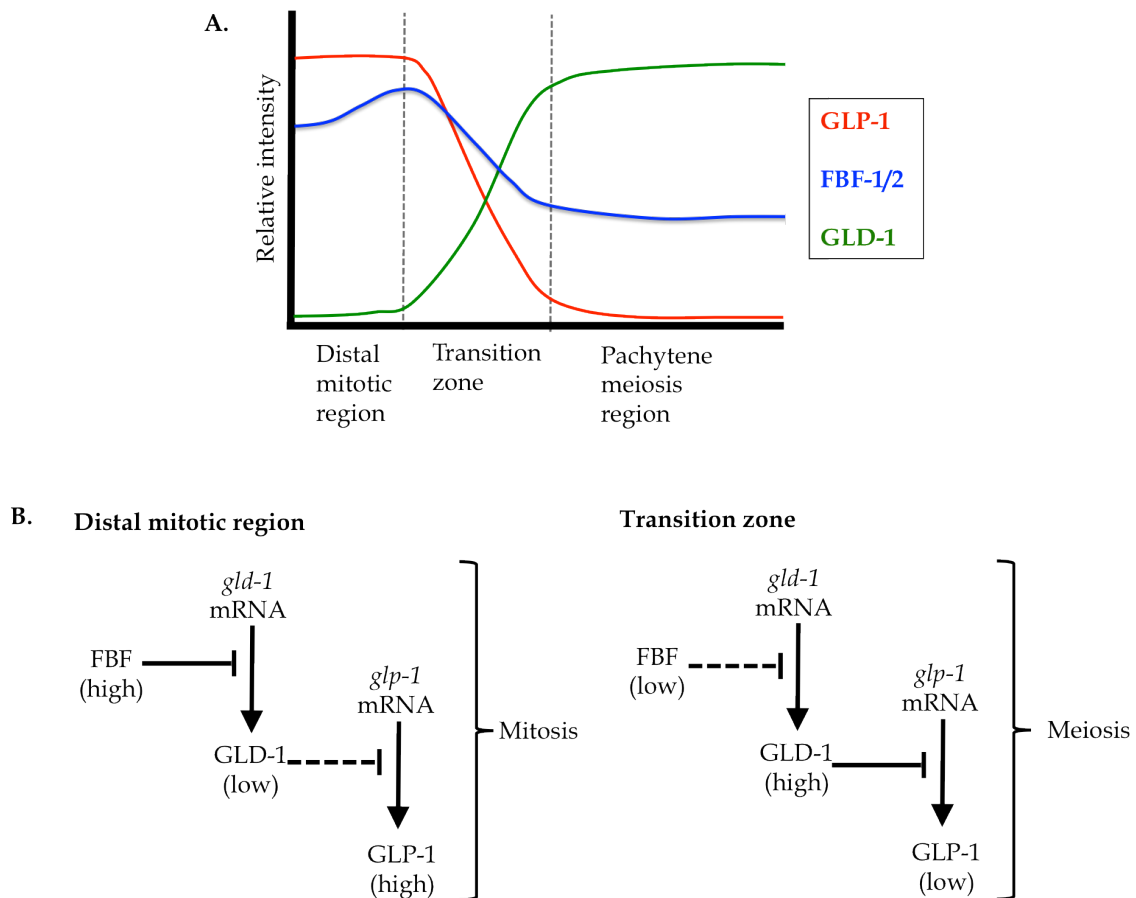 A.
Relative intensity
GLP-1
FBF-1/2
GLD-1
Distal
mitotic
region
Transition
zone
Pachytene
meiosis
region
B.
Distal mitotic region
gld-1
mRNA
FBF
(high)
glp-1
mRNA
GLD-1
(low)
GLP-1
(high)
Mitosis
Transition zone
gld-1
mRNA
FBF
(low)
glp-1
mRNA
GLD-1
(high)
GLP-1
(low)
Meiosis